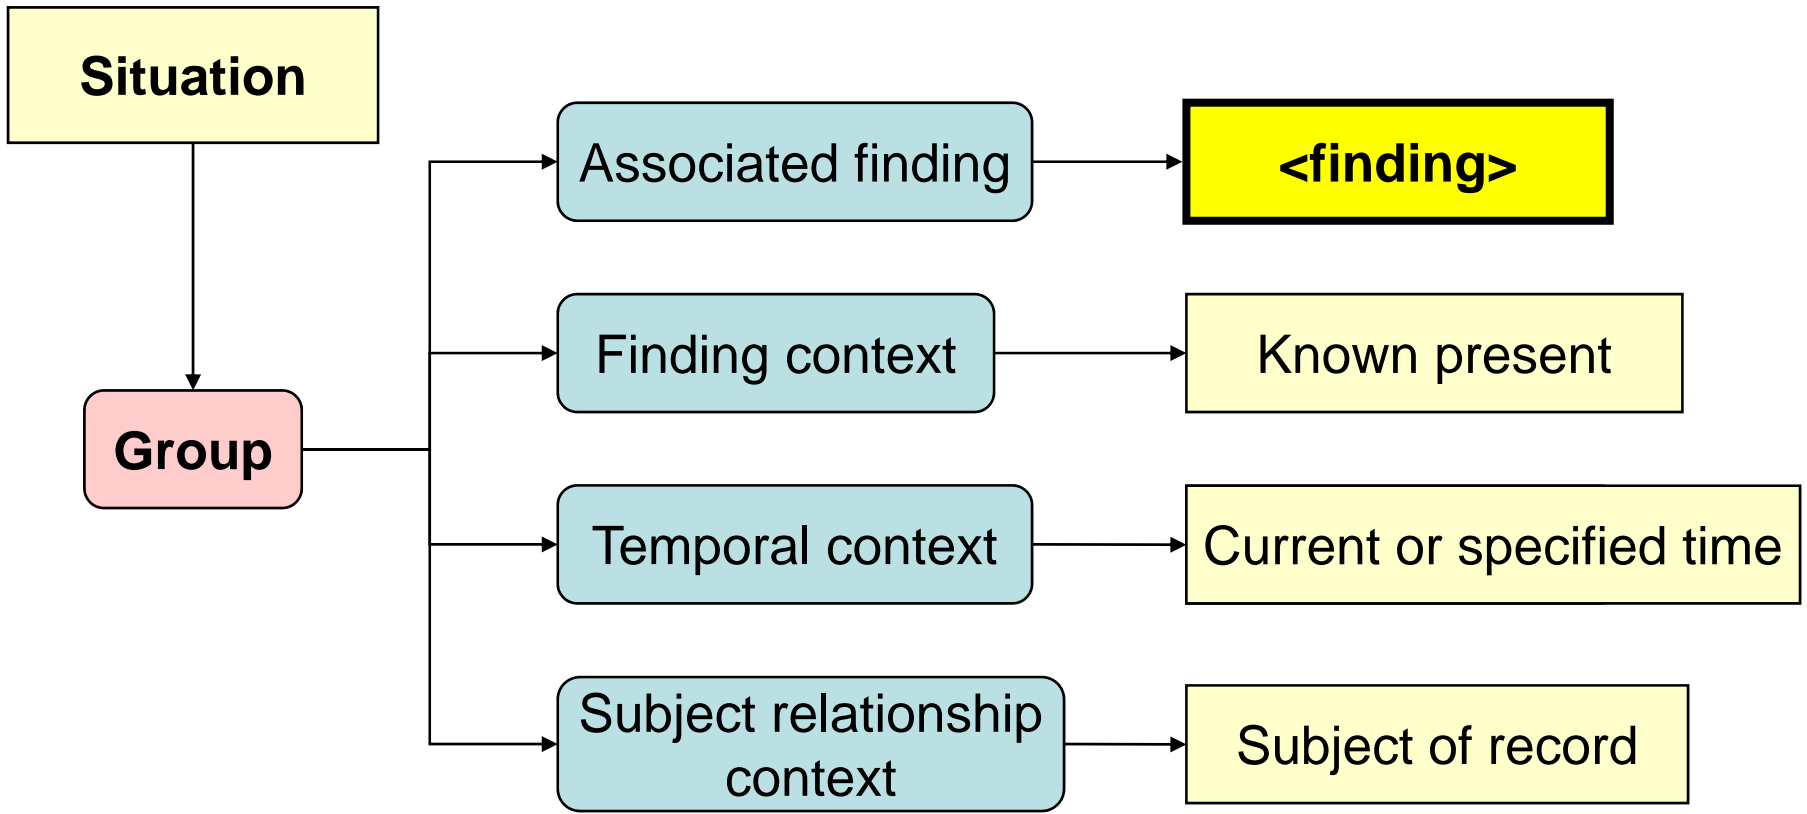 Situation
Associated finding
<finding>
Finding context
Known present
Group
Temporal context
Current or specified time
Subject relationship
context
Subject of record